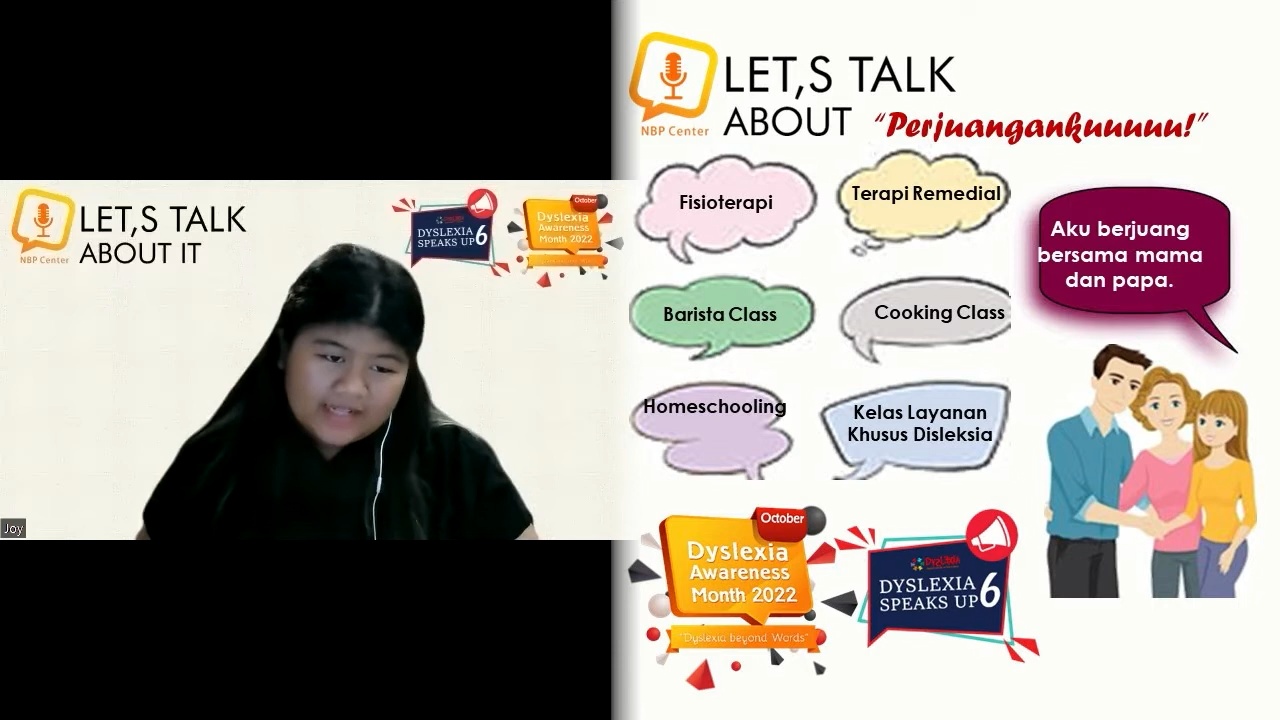 LET,S TALK
ABOUT IT
NBP Center
DYSLEXIA
SPEAKS UP 6
October
Dyslexia
Awareness
Month 2022
Joy
LET,S TALK
ABOUT "Perjuangankuuuuu!"
NBP Center
Fisioterapi
Terapi Remedial
Barista Class
Cooking Class
Homeschooling
Kelas Layanan
Khusus Disleksia
Aku berjuang
bersama mama
dan papa.
October
Dyslexia
Awareness
Month 2022
"Dyslexia beyond Words"
DYSLEXIA
SPEAKS UP 6